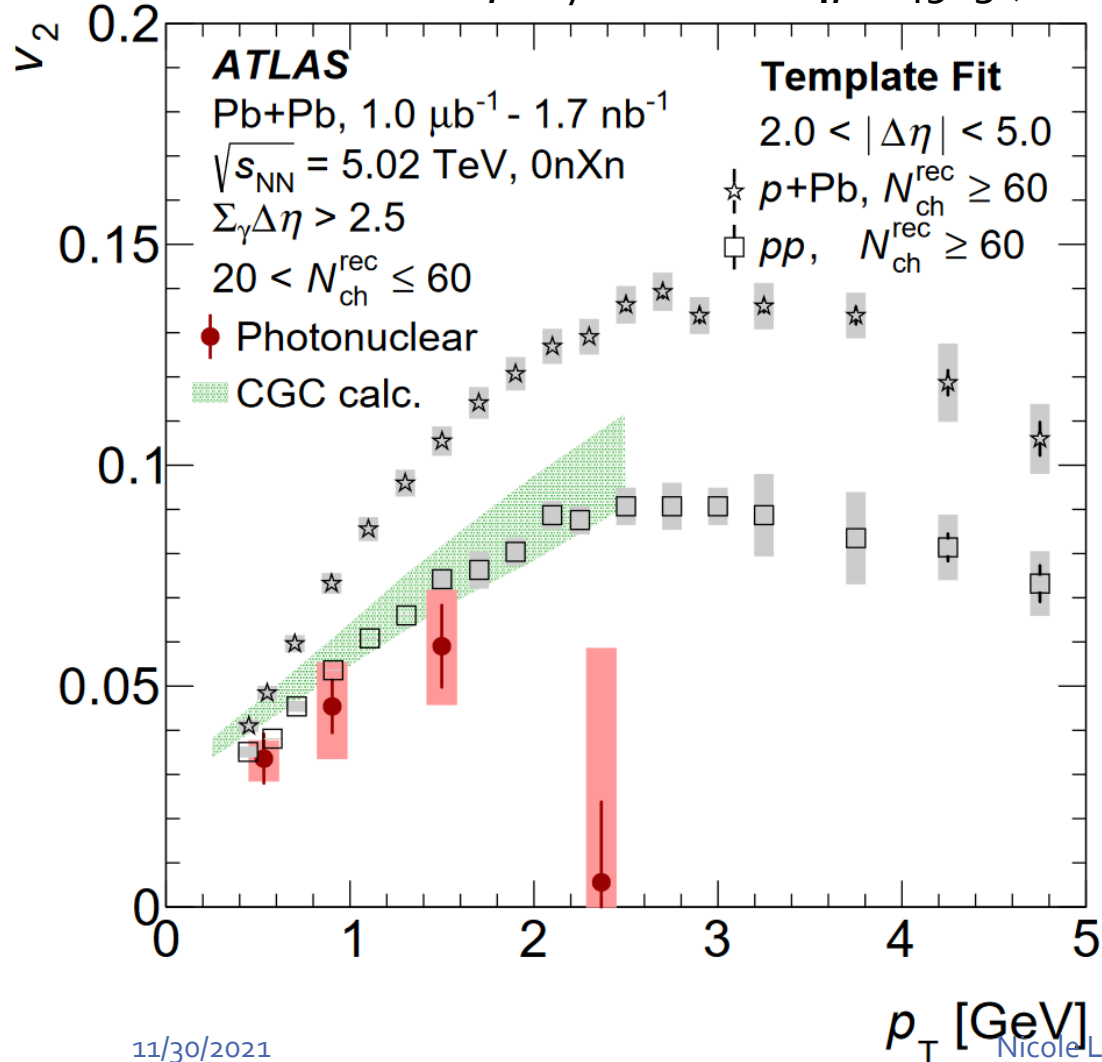 v2
0.2
0.15
0.1
0.05
0
ATLAS
Pb+Pb, 1.0 μb⁻¹ - 1.7 nb⁻¹
√sNN = 5.02 TeV, 0nXn
ΣγΔη > 2.5
20 < Nchrec ≤ 60
Photonuclear
CGC calc.
Template Fit
2.0 < |Δη| < 5.0
p+Pb, Nchrec ≥ 60
pp, Nchrec ≥ 60
0 1 2 3 4 5
pT [GeV]
11/30/2021
Nicole L